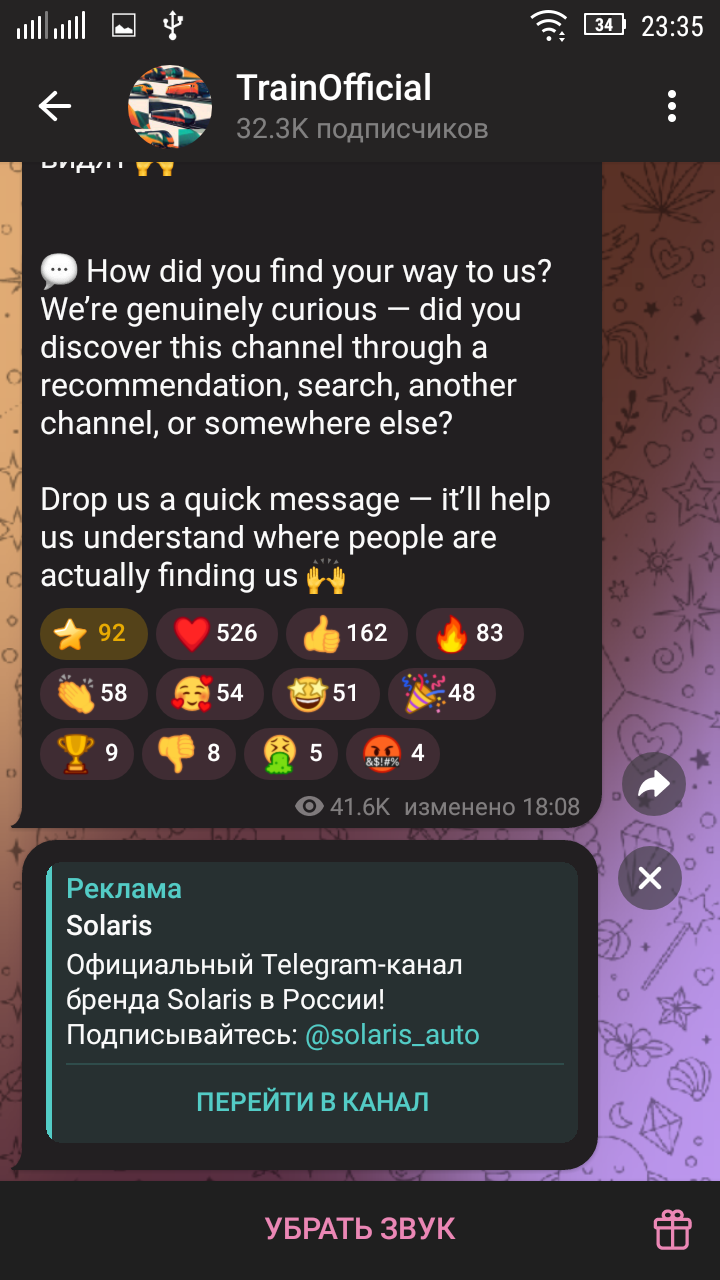 34 23:35
TrainOfficial
32.3K подписчиков
видят 🙌
💬 How did you find your way to us?
We’re genuinely curious — did you
discover this channel through a
recommendation, search, another
channel, or somewhere else?
Drop us a quick message — it’ll help
us understand where people are
actually finding us 🙌
⭐ 92 ❤️ 526 👍 162 🔥 83
👏 58 🥰 54 🤩 51 🎉 48
🏆 9 👎 8 🤮 5 🤬 4
41.6K изменено 18:08
Реклама
Solaris
Официальный Telegram-канал
бренда Solaris в России!
Подписывайтесь: @solaris_auto
ПЕРЕЙТИ В КАНАЛ
УБРАТЬ ЗВУК